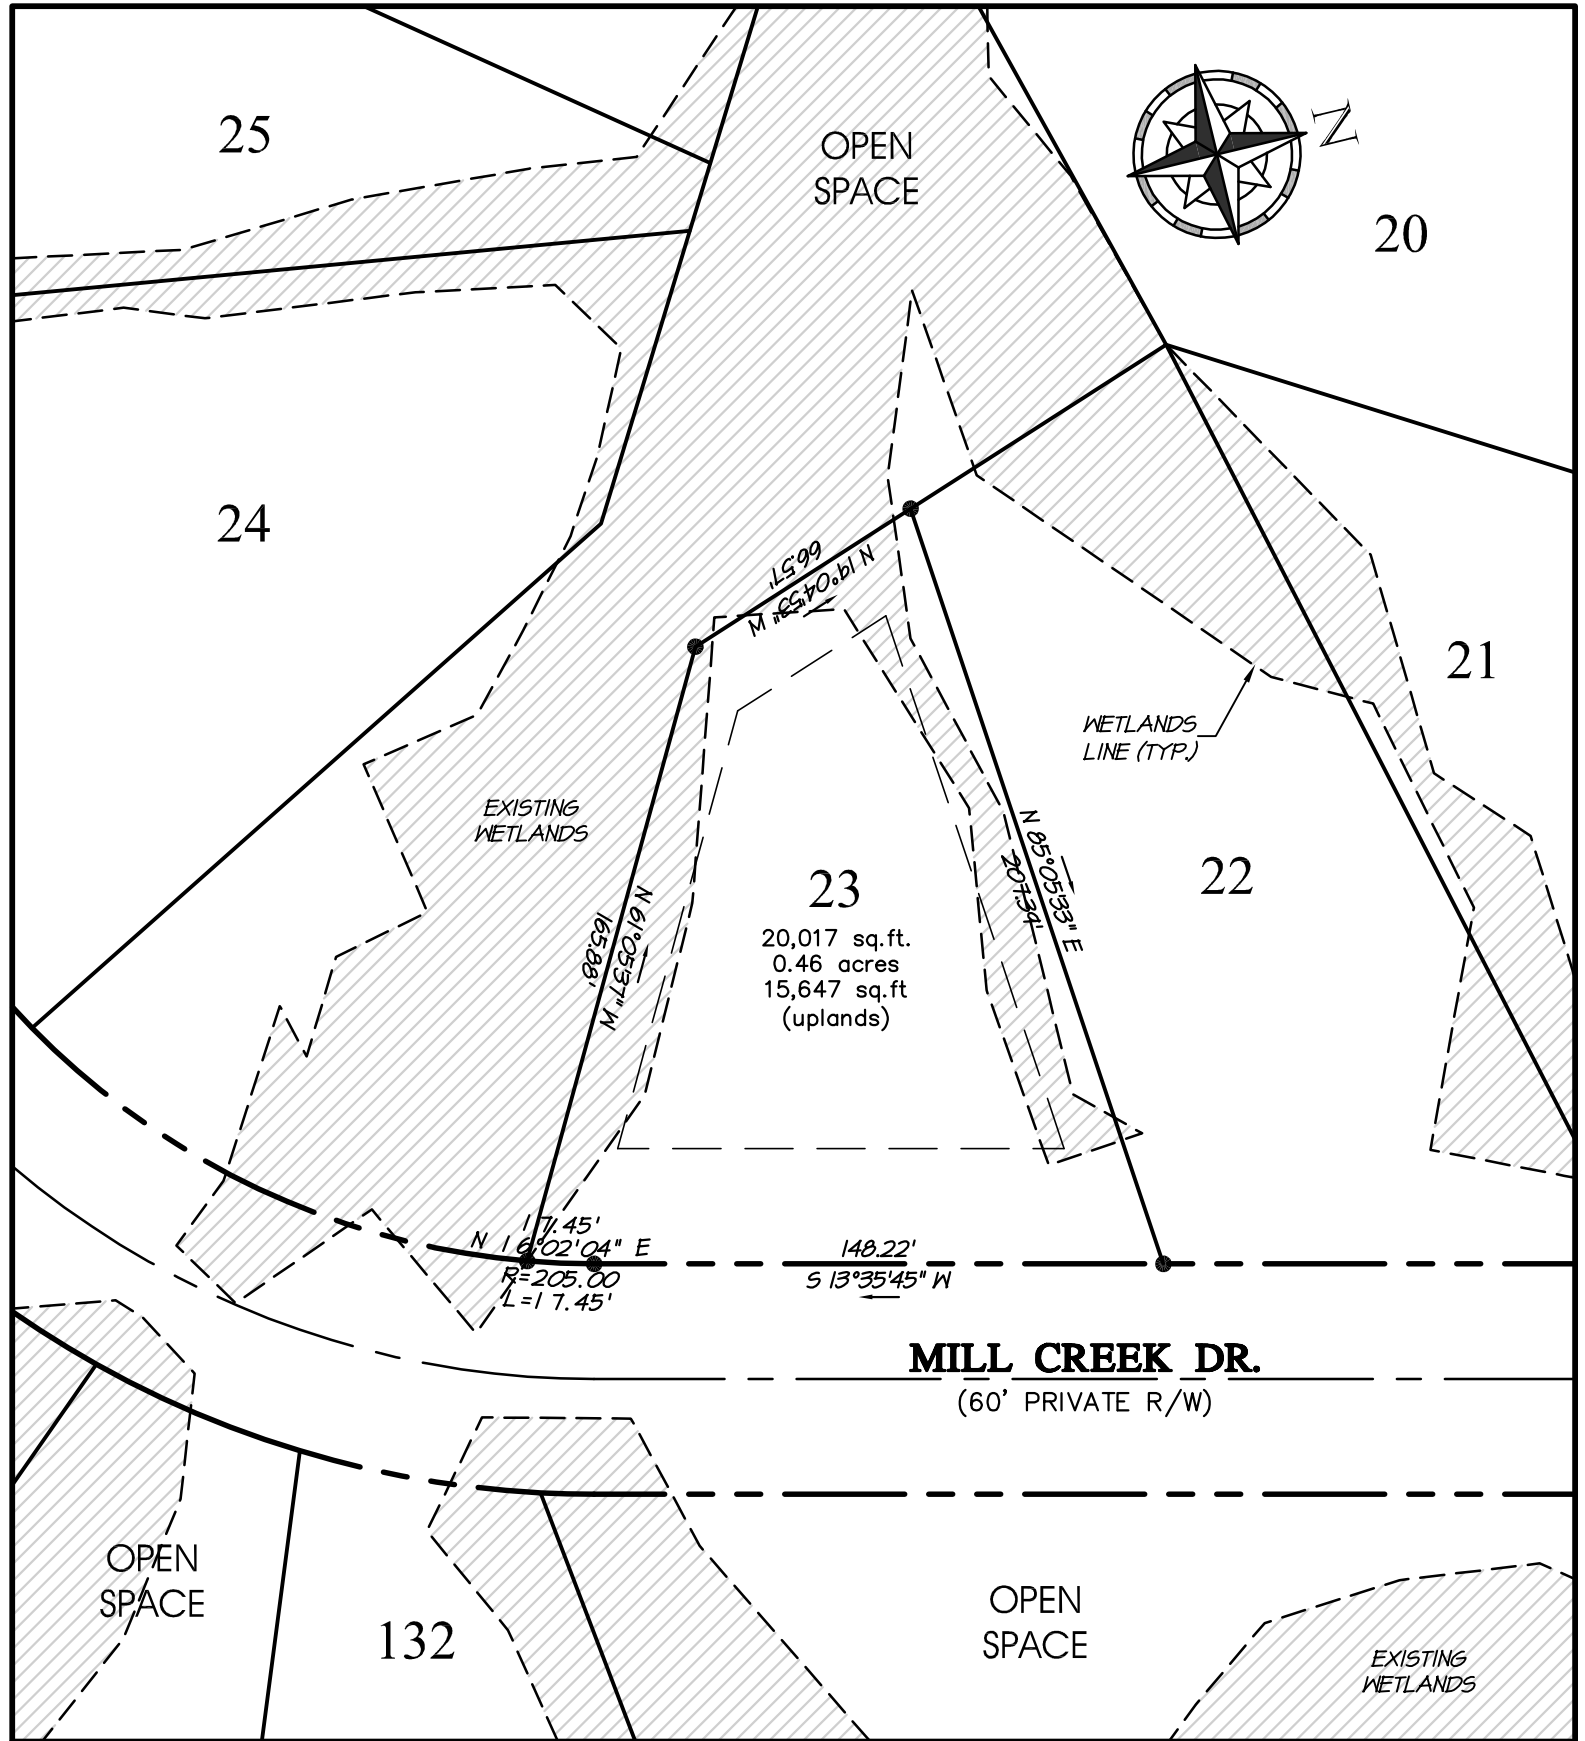 25
OPEN
SPACE
N
20
24
66.57'
N 19°04'53" W
21
WETLANDS
LINE (TYP.)
EXISTING
WETLANDS
N 85°05'33" E
207.39'
22
23
20,017 sq.ft.
0.46 acres
15,647 sq.ft
(uplands)
N 61°05'37" W
165.88'
17.45'
N 16°02'04" E
R=205.00
L=17.45'
148.22'
S 13°35'45" W
MILL CREEK DR.
(60' PRIVATE R/W)
OPEN
SPACE
132
OPEN
SPACE
EXISTING
WETLANDS